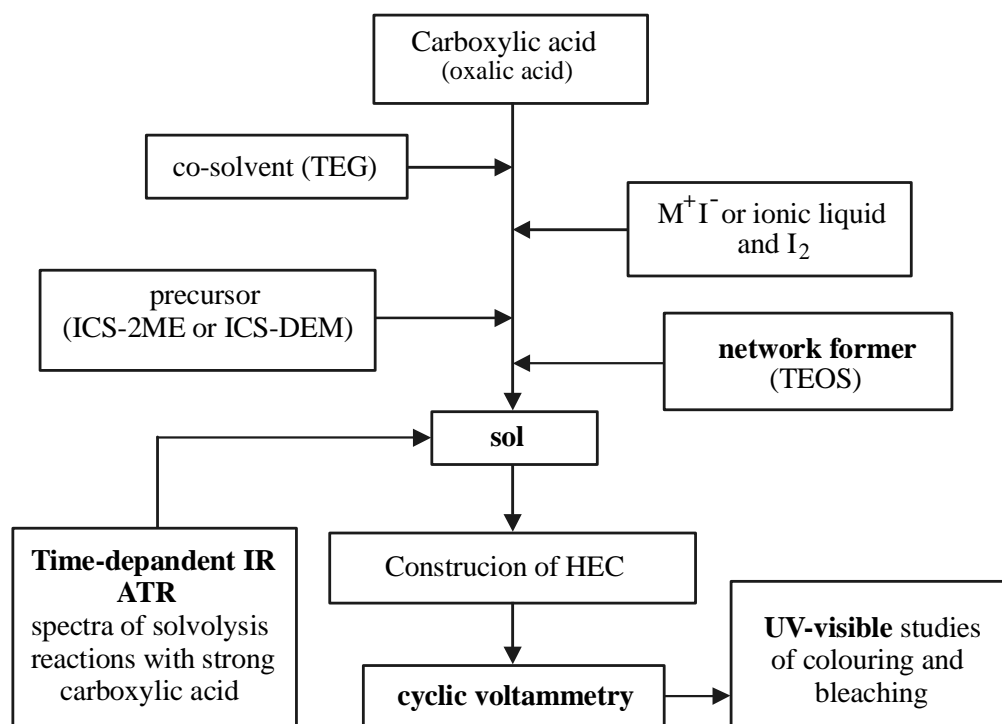 Carboxylic acid
(oxalic acid)
co-solvent (TEG)
M⁺I⁻ or ionic liquid
and I₂
precursor
(ICS-2ME or ICS-DEM)
network former
(TEOS)
sol
Time-depandent IR
ATR
spectra of solvolysis
reactions with strong
carboxylic acid
Construcion of HEC
UV-visible studies
of colouring and
bleaching
cyclic voltammetry